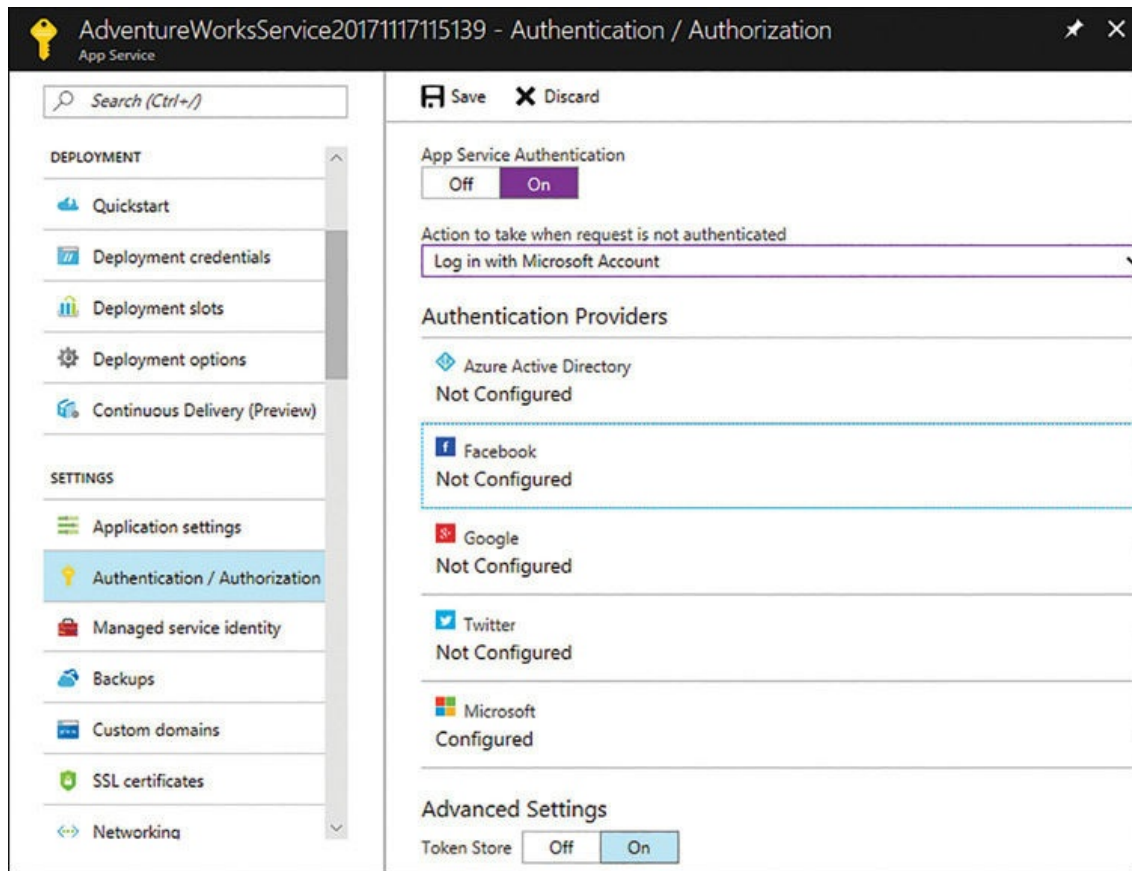 AdventureWorksService20171117115139 - Authentication / Authorization
App Service
Search (Ctrl+/)
DEPLOYMENT
Quickstart
Deployment credentials
Deployment slots
Deployment options
Continuous Delivery (Preview)
SETTINGS
Application settings
Authentication / Authorization
Managed service identity
Backups
Custom domains
SSL certificates
Networking
Save
Discard
App Service Authentication
Off
On
Action to take when request is not authenticated
Log in with Microsoft Account
Authentication Providers
Azure Active Directory
Not Configured
Facebook
Not Configured
Google
Not Configured
Twitter
Not Configured
Microsoft
Configured
Advanced Settings
Token Store
Off
On